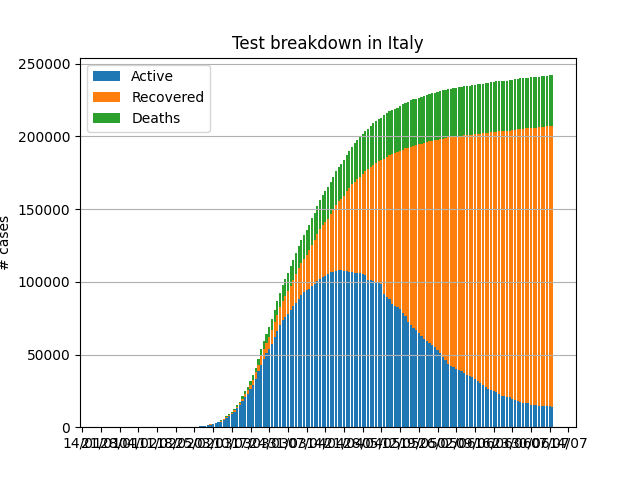 Test breakdown in Italy
250000
Active
Recovered
Deaths
200000
150000
# cases
100000
50000
0